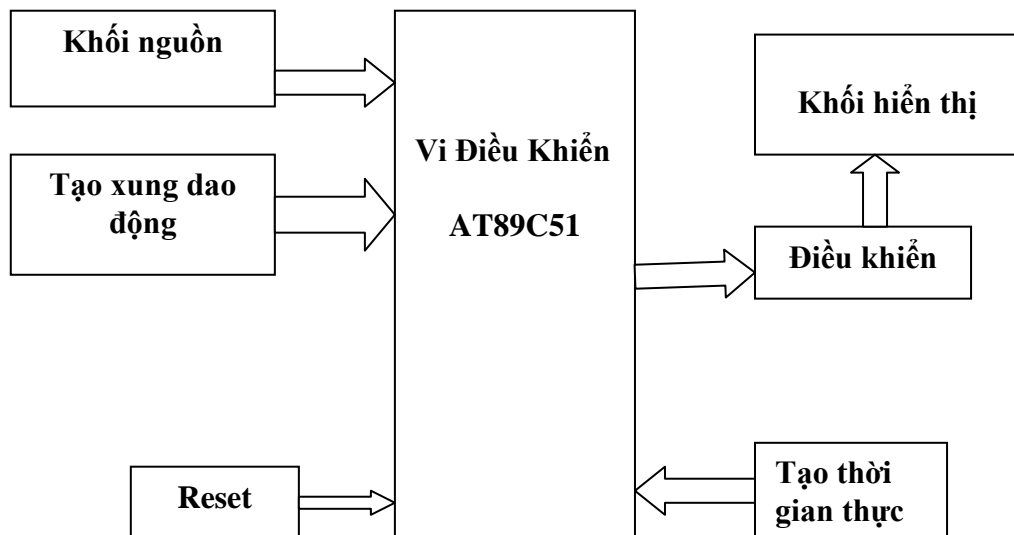 Khối nguồn
Tạo xung dao
động
Reset
Vi Điều Khiển
AT89C51
Khối hiển thị
Điều khiển
Tạo thời
gian thực